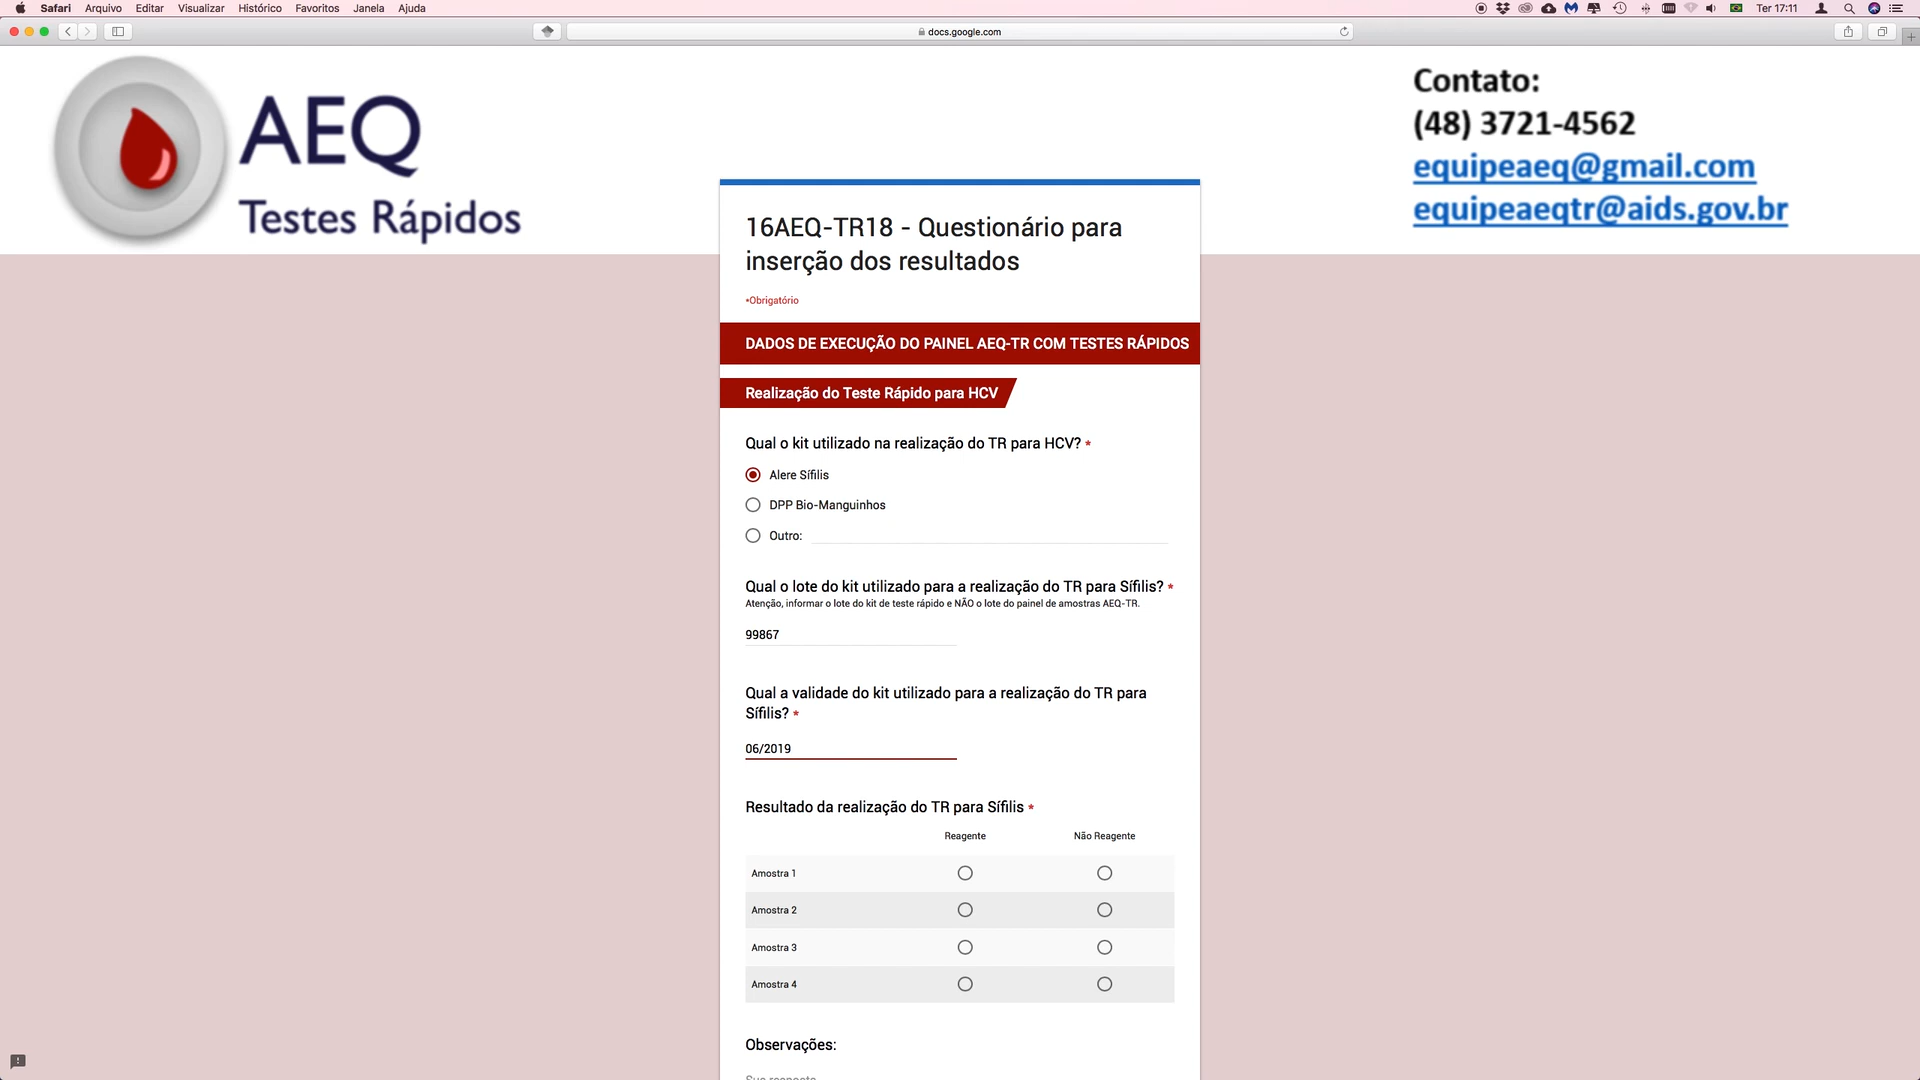 Safari Arquivo Editar Visualizar Histórico Favoritos Janela Ajuda
Ter 17:11
docs.google.com
AEQ
Testes Rápidos
Contato:
(48) 3721-4562
equipeaeq@gmail.com
equipeaeqtr@aids.gov.br
16AEQ-TR18 - Questionário para
inserção dos resultados
*Obrigatório
DADOS DE EXECUÇÃO DO PAINEL AEQ-TR COM TESTES RÁPIDOS
Realização do Teste Rápido para HCV
Qual o kit utilizado na realização do TR para HCV? *
Alere Sífilis
DPP Bio-Manguinhos
Outro:
Qual o lote do kit utilizado para a realização do TR para Sífilis? *
Atenção, informar o lote do kit de teste rápido e NÃO o lote do painel de amostras AEQ-TR.
99867
Qual a validade do kit utilizado para a realização do TR para
Sífilis? *
06/2019
Resultado da realização do TR para Sífilis *
Reagente Não Reagente
Amostra 1
Amostra 2
Amostra 3
Amostra 4
Observações:
Sua resposta